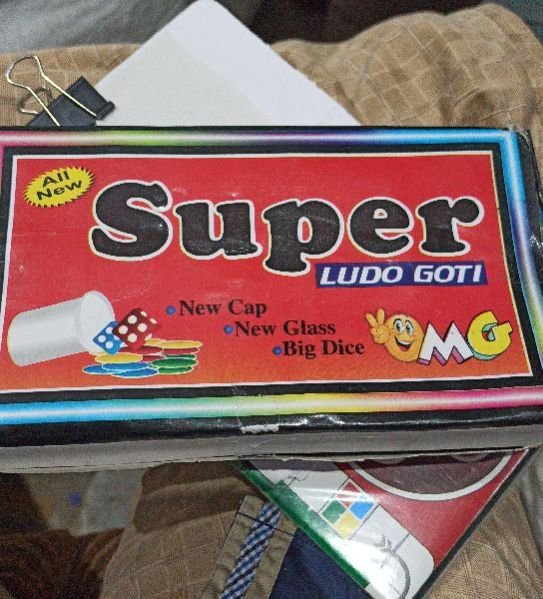 All
New
Super
LUDO GOTI
New Cap
New Glass
Big Dice
OMG